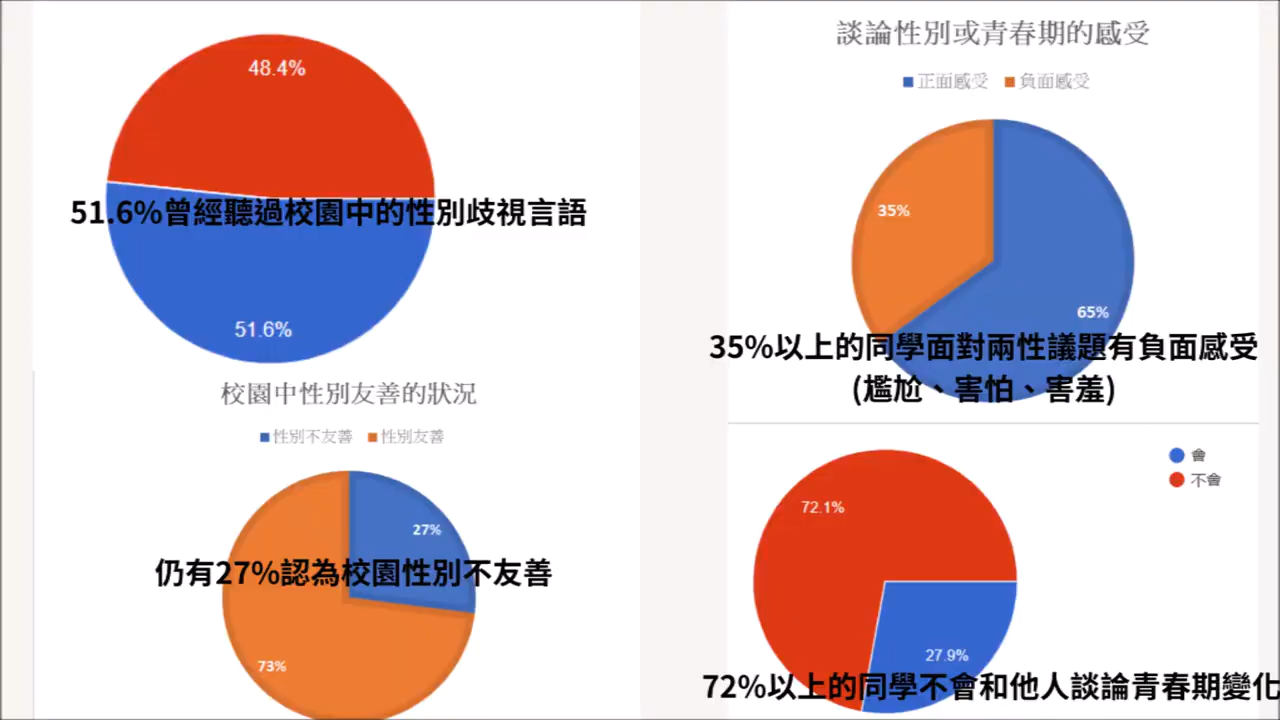 48.4%
51.6%曾經聽過校園中的性別歧視言語
51.6%
校園中性別友善的狀況
性別不友善 性別友善
27%
仍有27%認為校園性別不友善
73%
談論性別或青春期的感受
正面感受 負面感受
35%
65%
35%以上的同學面對兩性議題有負面感受
(尷尬、害怕、害羞)
會
不會
72.1%
27.9%
72%以上的同學不會和他人談論青春期變化